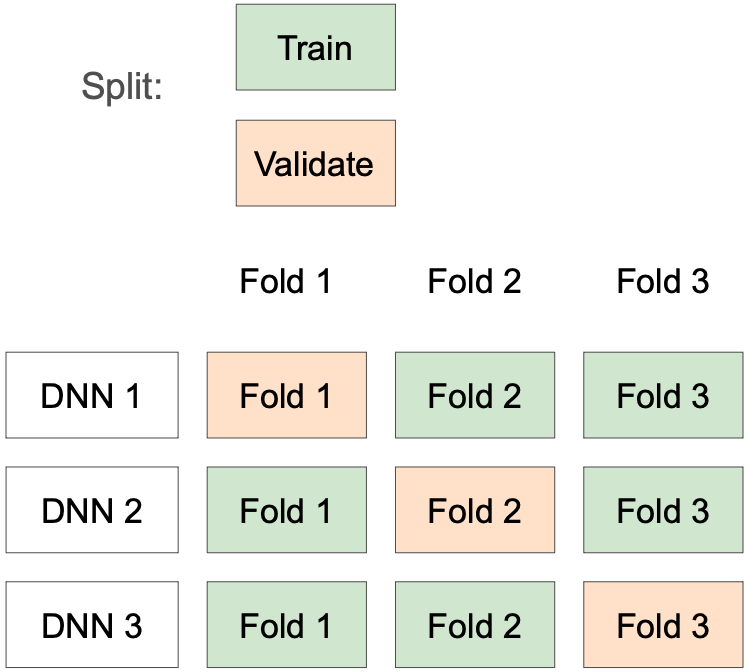 Train
Split:
Validate
Fold 1 Fold 2 Fold 3
DNN 1 Fold 1 Fold 2 Fold 3
DNN 2 Fold 1 Fold 2 Fold 3
DNN 3 Fold 1 Fold 2 Fold 3